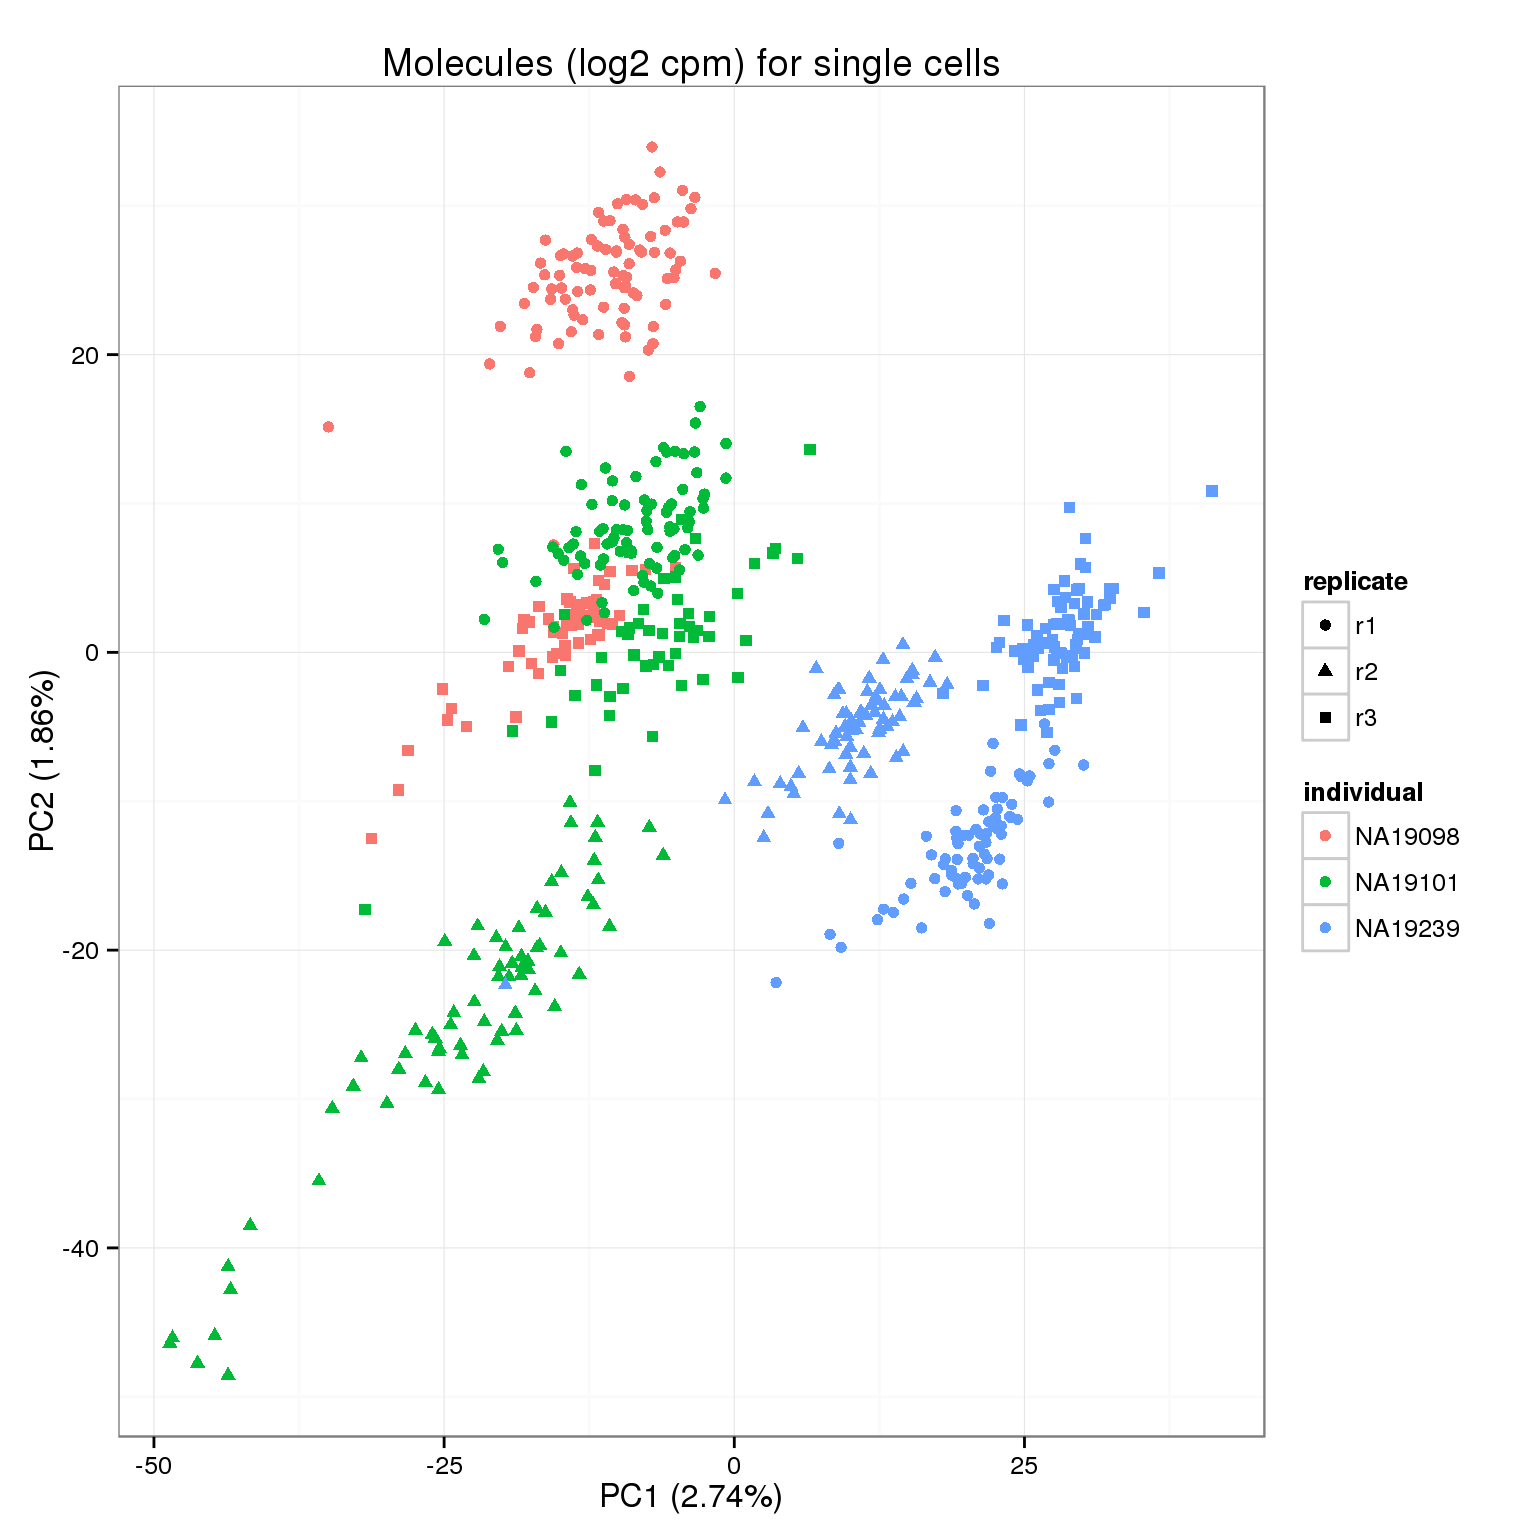 Molecules (log2 cpm) for single cells
PC2 (1.86%)
20
0
-20
-40
-50
-25
0
25
PC1 (2.74%)
replicate
r1
r2
r3
individual
NA19098
NA19101
NA19239